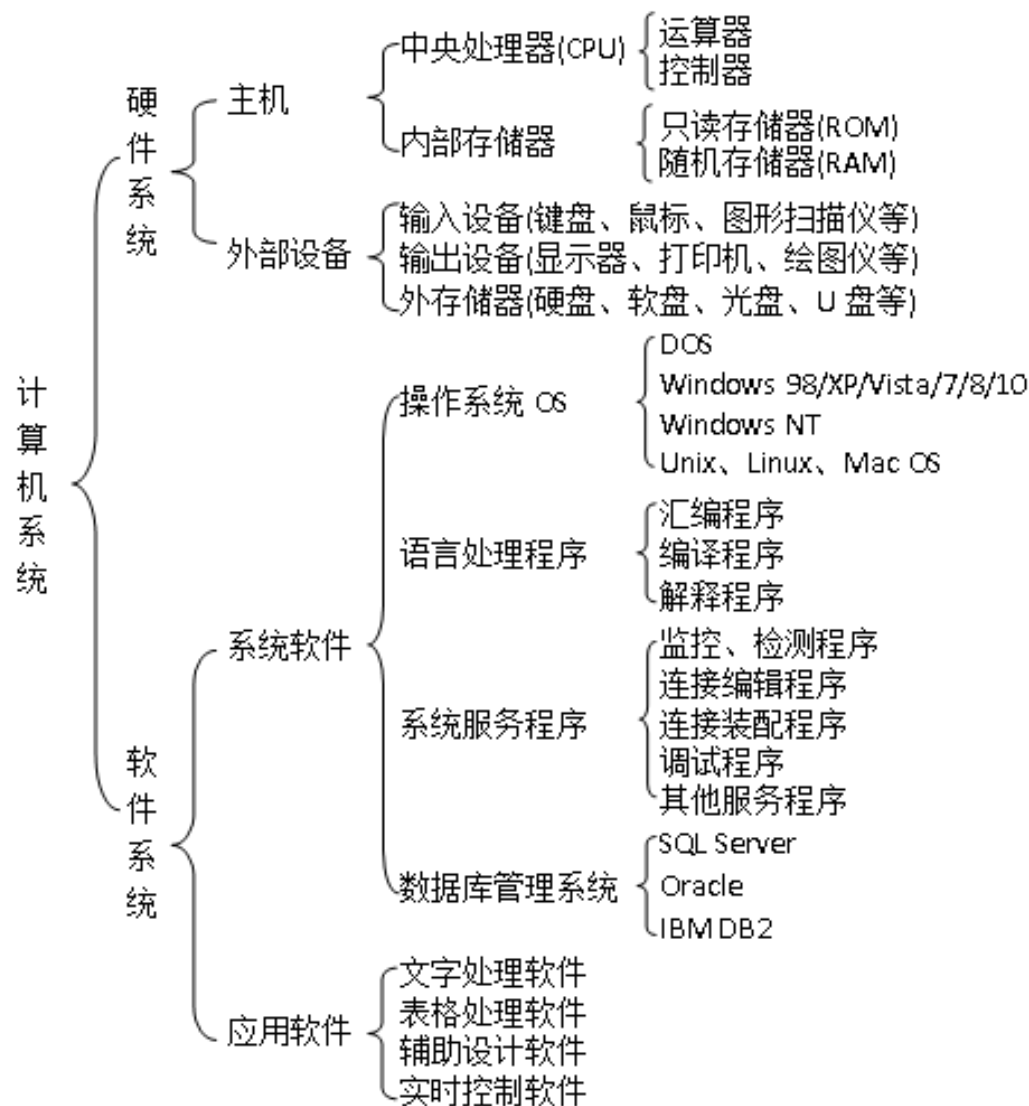 计算机系统
硬件系统
主机
中央处理器(CPU)
运算器
控制器
内部存储器
只读存储器(ROM)
随机存储器(RAM)
外部设备
输入设备(键盘、鼠标、图形扫描仪等)
输出设备(显示器、打印机、绘图仪等)
外存储器(硬盘、软盘、光盘、U 盘等)
软件系统
系统软件
操作系统 OS
DOS
Windows 98/XP/Vista/7/8/10
Windows NT
Unix、Linux、Mac OS
语言处理程序
汇编程序
编译程序
解释程序
系统服务程序
监控、检测程序
连接编辑程序
连接装配程序
调试程序
其他服务程序
数据库管理系统
SQL Server
Oracle
IBM DB2
应用软件
文字处理软件
表格处理软件
辅助设计软件
实时控制软件